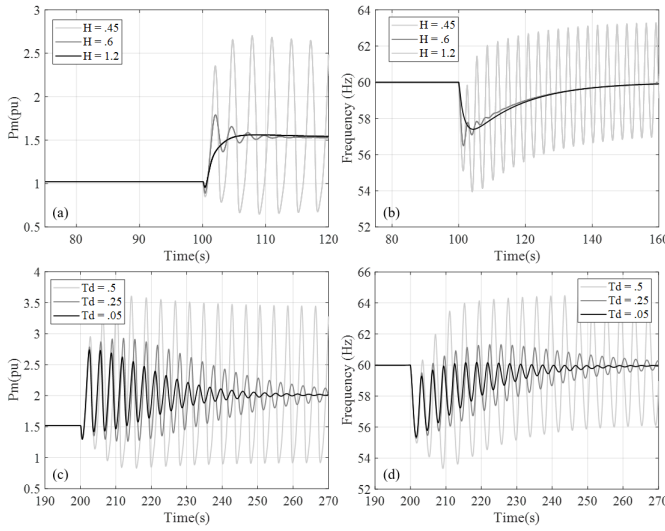 3
2.5
2
1.5
1
0.5
Pm(pu)
H = .45
H = .6
H = 1.2
(a)
80
90
100
110
120
Time(s)
64
62
60
58
56
54
52
Frequency (Hz)
H = .45
H = .6
H = 1.2
(b)
80
100
120
140
160
Time(s)
4
3.5
3
2.5
2
1.5
1
0.5
Pm(pu)
Td = .5
Td = .25
Td = .05
(c)
190
200
210
220
230
240
250
260
270
Time(s)
66
64
62
60
58
56
54
52
Frequency (Hz)
Td = .5
Td = .25
Td = .05
(d)
190
200
210
220
230
240
250
260
270
Time(s)